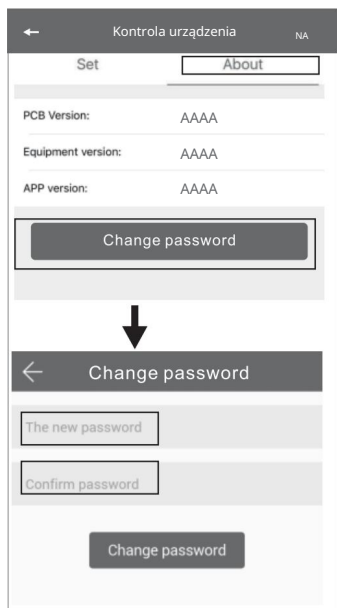 Kontrola urządzenia NA
Set About
PCB Version: AAAA
Equipment version: AAAA
APP version: AAAA
Change password
Change password
The new password
Confirm password
Change password